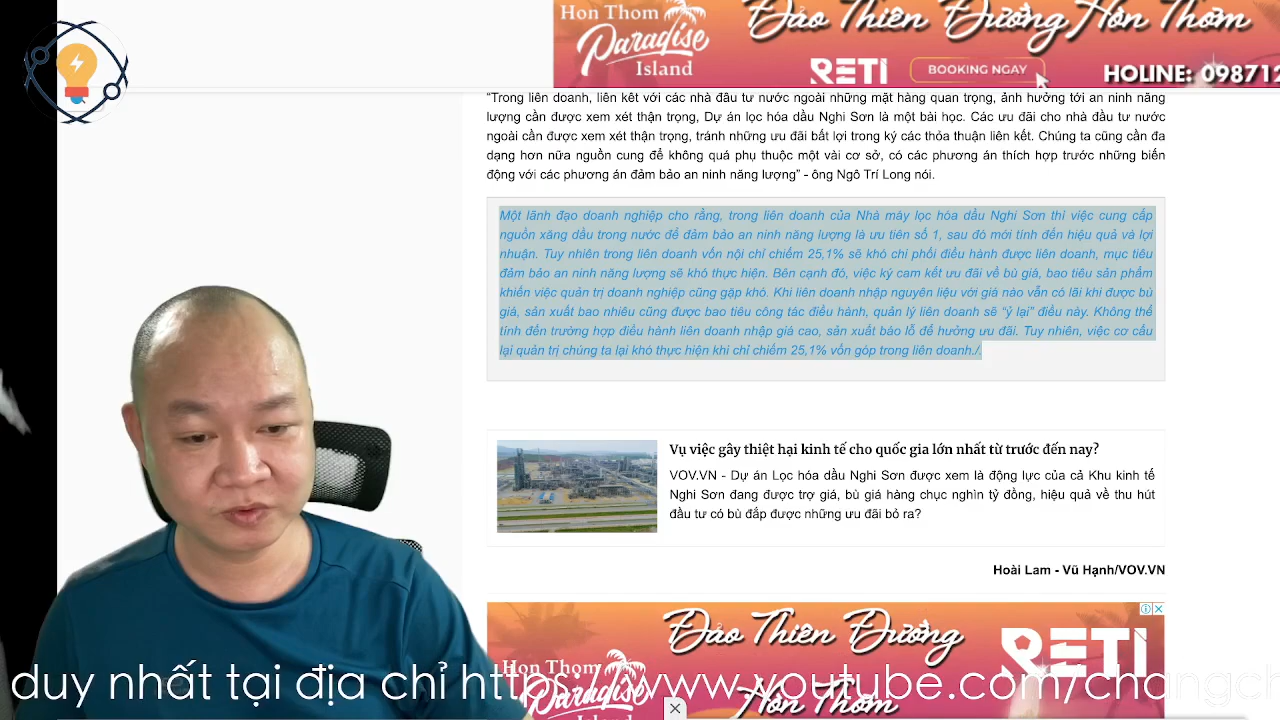 Hon Thom
Paradise
Island
Đảo Thiên Đường Hòn Thơm
RETI
BOOKING NGAY
HOLINE: 098712
“Trong liên doanh, liên kết với các nhà đầu tư nước ngoài những mặt hàng quan trọng, ảnh hưởng tới an ninh năng
lượng cần được xem xét thận trọng, Dự án lọc hóa dầu Nghi Sơn là một bài học. Các ưu đãi cho nhà đầu tư nước
ngoài cần được xem xét thận trọng, tránh những ưu đãi bất lợi trong ký các thỏa thuận liên kết. Chúng ta cũng cần đa
dạng hơn nữa nguồn cung để không quá phụ thuộc một vài cơ sở, có các phương án thích hợp trước những biến
động với các phương án đảm bảo an ninh năng lượng” - ông Ngô Trí Long nói.
Một lãnh đạo doanh nghiệp cho rằng, trong liên doanh của Nhà máy lọc hóa dầu Nghi Sơn thì việc cung cấp
nguồn xăng dầu trong nước để đảm bảo an ninh năng lượng là ưu tiên số 1, sau đó mới tính đến hiệu quả và lợi
nhuận. Tuy nhiên trong liên doanh vốn nội chỉ chiếm 25,1% sẽ khó chi phối điều hành được liên doanh, mục tiêu
đảm bảo an ninh năng lượng sẽ khó thực hiện. Bên cạnh đó, việc ký cam kết ưu đãi về bù giá, bao tiêu sản phẩm
khiến việc quản trị doanh nghiệp cũng gặp khó. Khi liên doanh nhập nguyên liệu với giá nào vẫn có lãi khi được bù
giá, sản xuất bao nhiêu cũng được bao tiêu công tác điều hành, quản lý liên doanh sẽ “ỷ lại” điều này. Không thể
tính đến trường hợp điều hành liên doanh nhập giá cao, sản xuất báo lỗ để hưởng ưu đãi. Tuy nhiên, việc cơ cấu
lại quản trị chúng ta lại khó thực hiện khi chỉ chiếm 25,1% vốn góp trong liên doanh./.
Vụ việc gây thiệt hại kinh tế cho quốc gia lớn nhất từ trước đến nay?
VOV.VN - Dự án Lọc hóa dầu Nghi Sơn được xem là động lực của cả Khu kinh tế
Nghi Sơn đang được trợ giá, bù giá hàng chục nghìn tỷ đồng, hiệu quả về thu hút
đầu tư có bù đắp được những ưu đãi bỏ ra?
Hoài Lam - Vũ Hạnh/VOV.VN
Đảo Thiên Đường
RETI
Hon Thom
Paradise
Island
Hòn Thơm
duy nhất tại địa chỉ https://www.youtube.com/changch